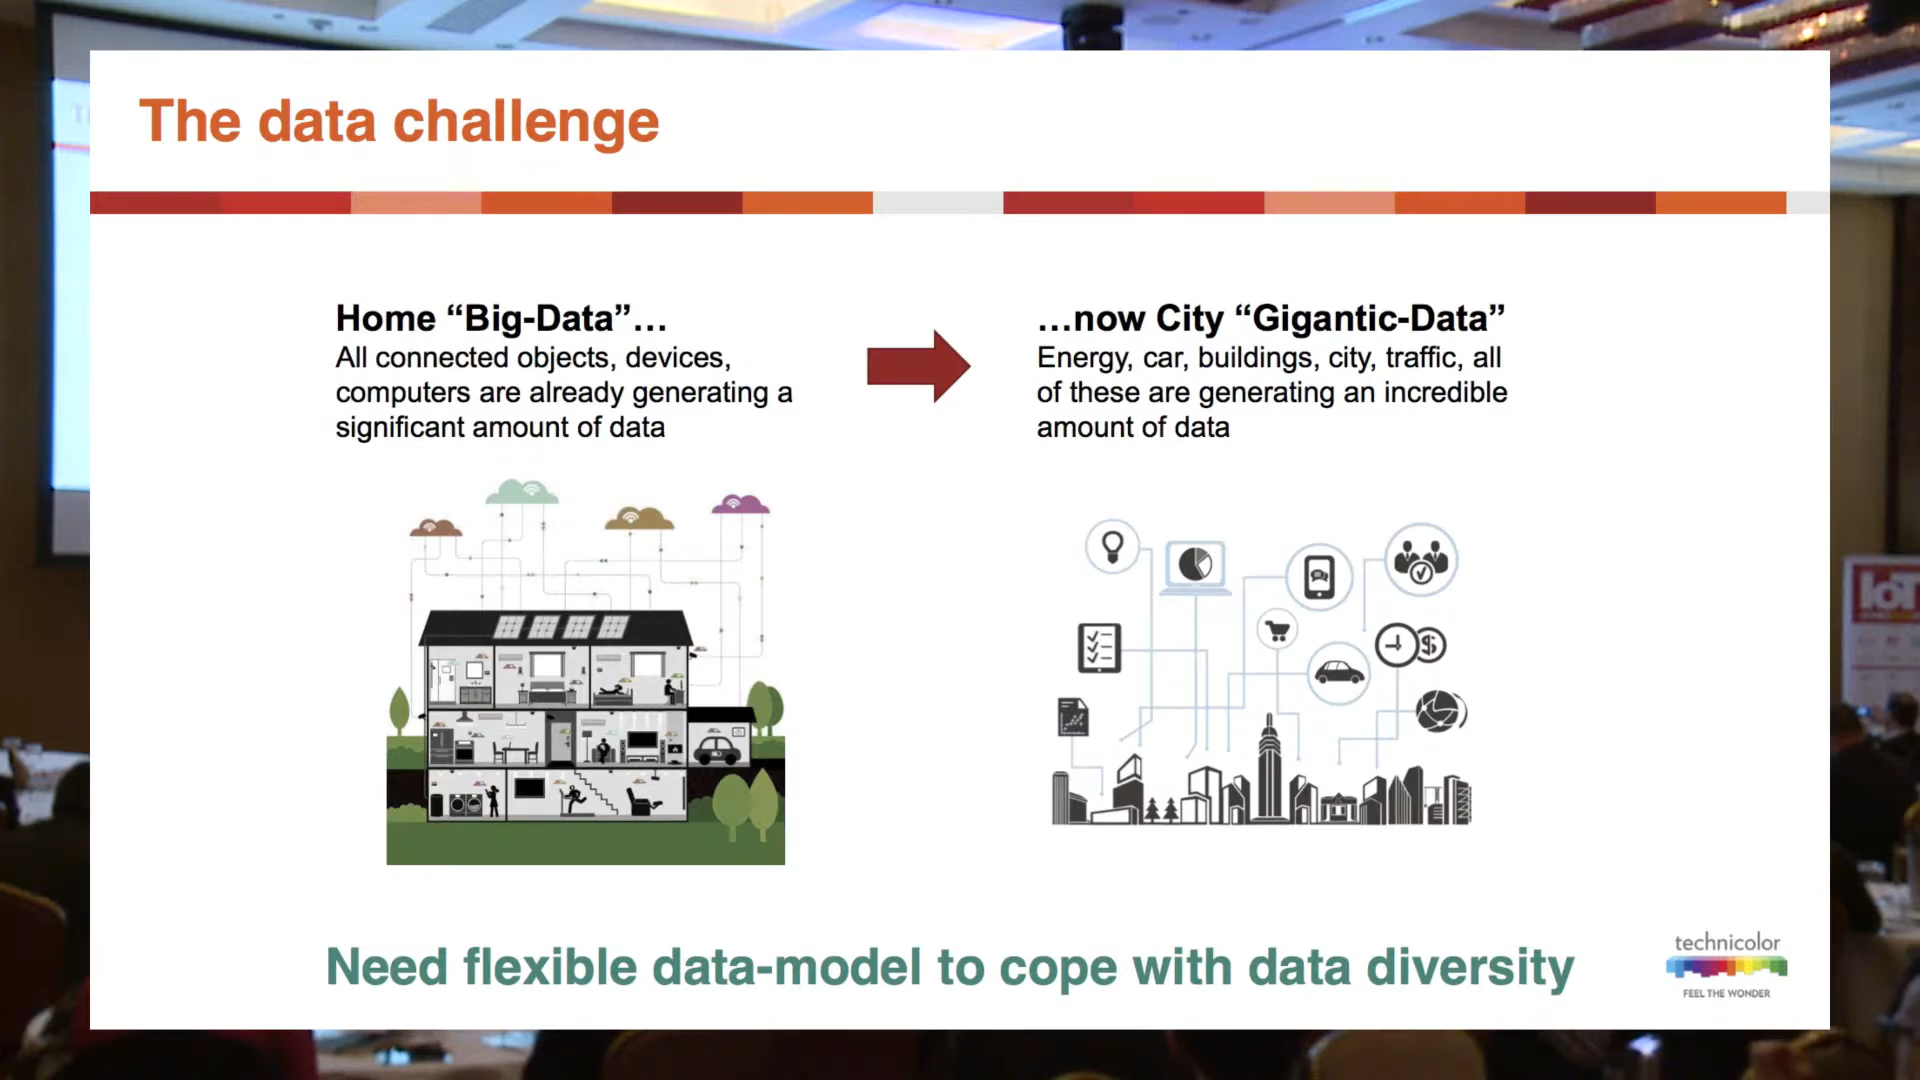 The data challenge
Home “Big-Data”…
All connected objects, devices,
computers are already generating a
significant amount of data
…now City “Gigantic-Data”
Energy, car, buildings, city, traffic, all
of these are generating an incredible
amount of data
Need flexible data-model to cope with data diversity
technicolor
FEEL THE WONDER
IoT